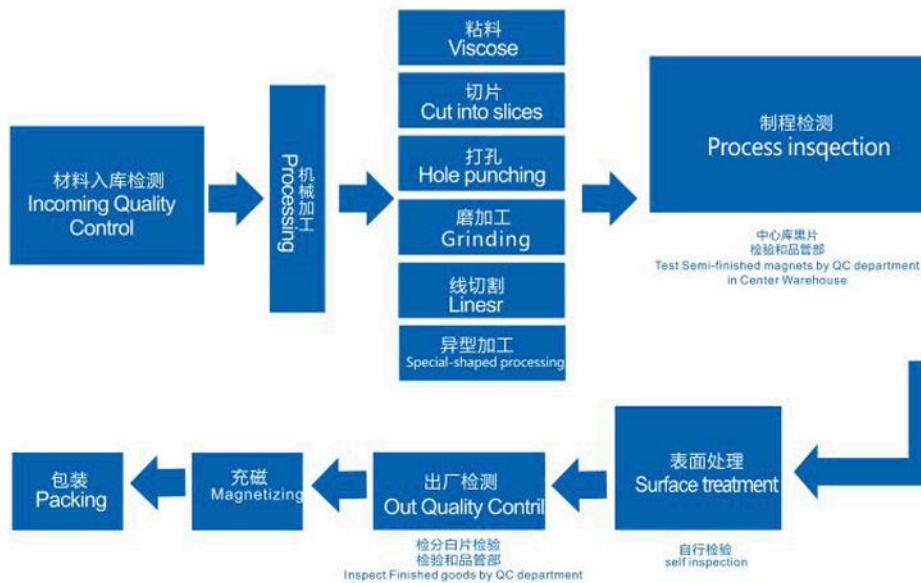 材料入库检测
Incoming Quality
Control
机械加工
Processing
粘料
Viscose
切片
Cut into slices
打孔
Hole punching
磨加工
Grinding
线切割
Linesr
异型加工
Special-shaped processing
制程检测
Process insqection
中心库黑片
检验和品管部
Test Semi-finished magnets by QC department
in Center Warehouse
表面处理
Surface treatment
自行检验
self inspection
出厂检测
Out Quality Contril
检分白片检验
检验和品管部
Inspect Finished goods by QC department
充磁
Magnetizing
包装
Packing